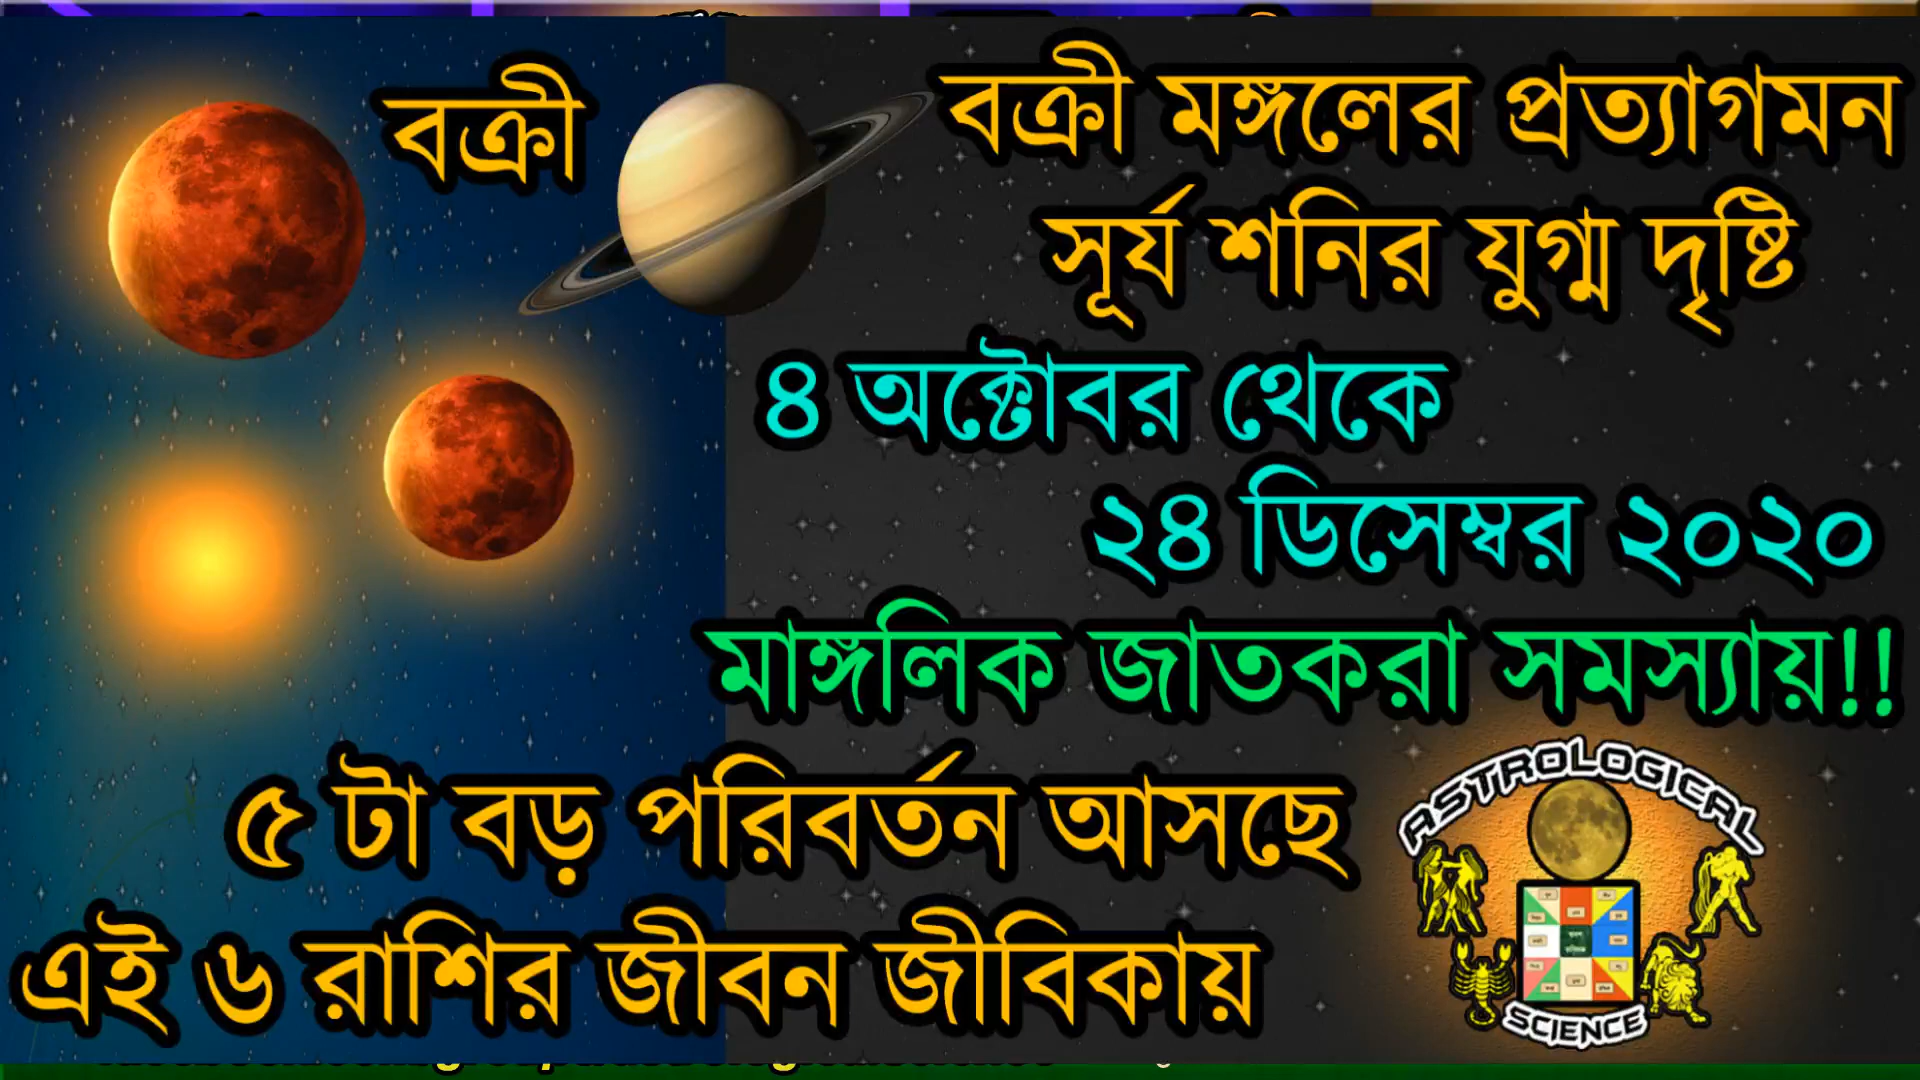 বক্রী
বক্রী মঙ্গলের প্রত্যাগমন
সূর্য শনির যুগ্ম দৃষ্টি
৪ অক্টোবর থেকে
২৪ ডিসেম্বর ২০২০
মাঙ্গলিক জাতকরা সমস্যায়!!
৫ টা বড় পরিবর্তন আসছে
এই ৬ রাশির জীবন জীবিকায়
ASTROLOGICAL
SCIENCE